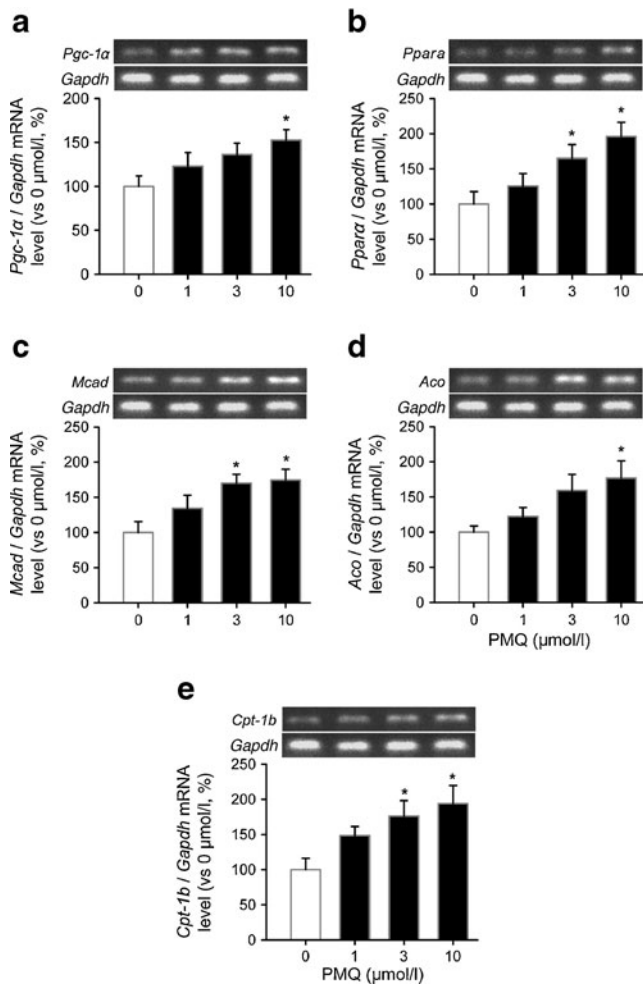 a
Pgc-1α
Gapdh
Pgc-1α / Gapdh mRNA
level (vs 0 µmol/l, %)
200
150
100
50
0
*
0 1 3 10
b
Ppara
Gapdh
Pparα / Gapdh mRNA
level (vs 0 µmol/l, %)
250
200
150
100
50
0
* *
0 1 3 10
c
Mcad
Gapdh
Mcad / Gapdh mRNA
level (vs 0 µmol/l, %)
250
200
150
100
50
0
* *
0 1 3 10
d
Aco
Gapdh
Aco / Gapdh mRNA
level (vs 0 µmol/l, %)
250
200
150
100
50
0
*
0 1 3 10
PMQ (µmol/l)
e
Cpt-1b
Gapdh
Cpt-1b / Gapdh mRNA
level (vs 0 µmol/l, %)
250
200
150
100
50
0
* *
0 1 3 10
PMQ (µmol/l)